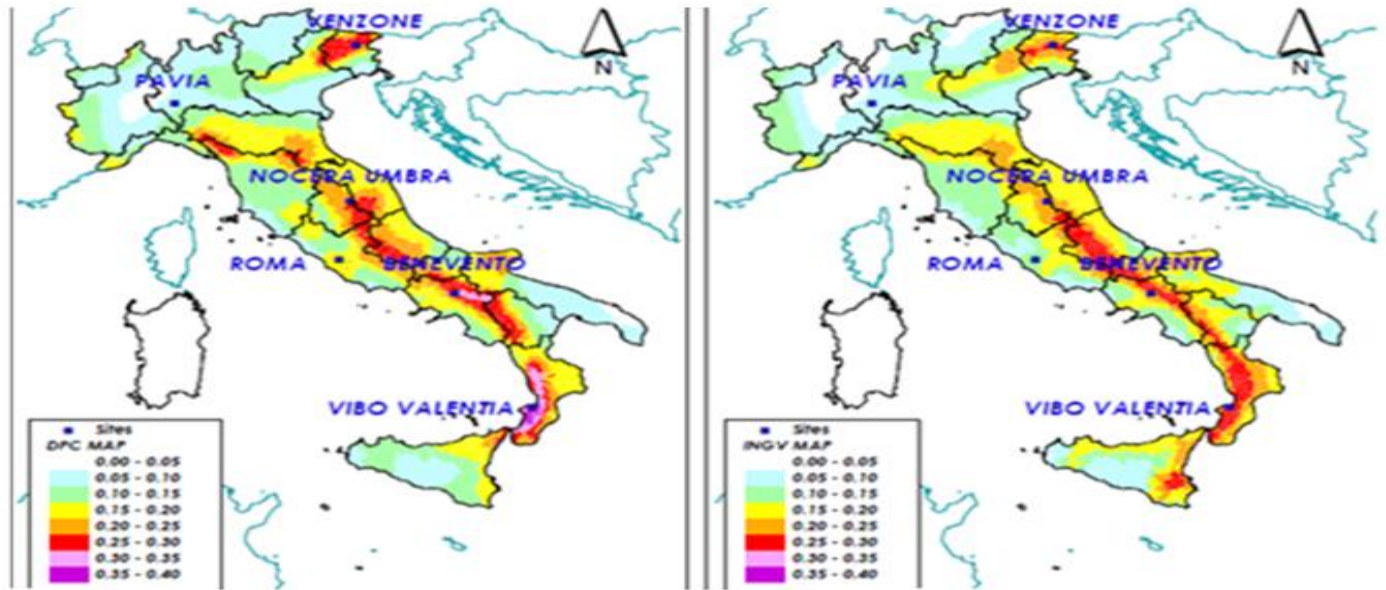 VENZONE
PAVIA
N
NOCERA UMBRA
ROMA
BENEVENTO
VIBO VALENTIA
Sites
DPC MAP
0.00 - 0.05
0.05 - 0.10
0.10 - 0.15
0.15 - 0.20
0.20 - 0.25
0.25 - 0.30
0.30 - 0.35
0.35 - 0.40
VENZONE
PAVIA
N
NOCERA UMBRA
ROMA
BENEVENTO
VIBO VALENTIA
Sites
INGV MAP
0.00 - 0.05
0.05 - 0.10
0.10 - 0.15
0.15 - 0.20
0.20 - 0.25
0.25 - 0.30
0.30 - 0.35
0.35 - 0.40